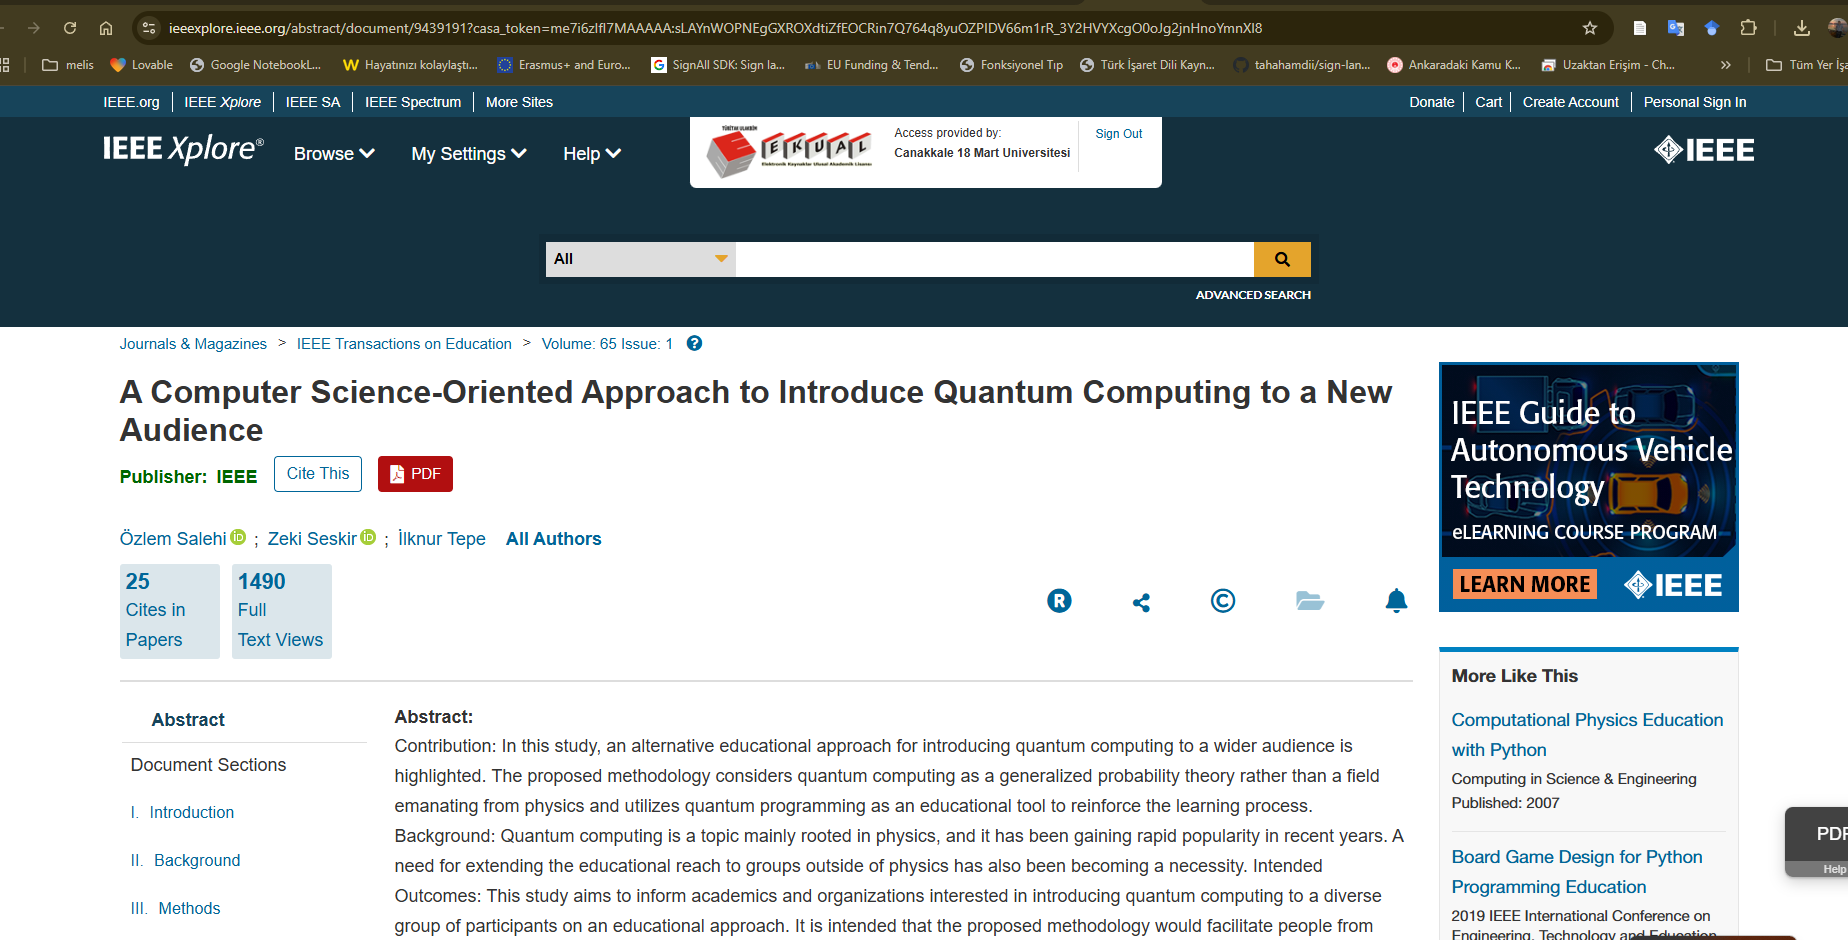 ieeexplore.ieee.org/abstract/document/9439191?casa_token=me7i6zlfl7MAAAAA:sLAYnWOPNEgGXROXdtiZfEOCRin7Q764q8yuOZPIDV66m1rR_3Y2HVYXcgO0oJg2jnHnoYmnXI8
melis Lovable Google NotebookL... Hayatınızı kolaylaştı... Erasmus+ and Euro... SignAll SDK: Sign la... EU Funding & Tend... Fonksiyonel Tıp Türk İşaret Dili Kayn... tahahamdii/sign-lan... Ankaradaki Kamu K... Uzaktan Erişim - Ch... » Tüm Yer
IEEE.org IEEE Xplore IEEE SA IEEE Spectrum More Sites Donate Cart Create Account Personal Sign In
IEEE Xplore® Browse My Settings Help
EKUAL
Elektronik Kaynaklar Ulusal Akademik Lisansı
Access provided by:
Canakkale 18 Mart Universitesi
Sign Out
IEEE
All
ADVANCED SEARCH
Journals & Magazines > IEEE Transactions on Education > Volume: 65 Issue: 1 ?
A Computer Science-Oriented Approach to Introduce Quantum Computing to a New
Audience
Publisher: IEEE Cite This PDF
Özlem Salehi iD ; Zeki Seskir iD ; İlknur Tepe All Authors
25
Cites in
Papers
1490
Full
Text Views
R ©
Abstract
Document Sections
I. Introduction
II. Background
III. Methods
Abstract:
Contribution: In this study, an alternative educational approach for introducing quantum computing to a wider audience is
highlighted. The proposed methodology considers quantum computing as a generalized probability theory rather than a field
emanating from physics and utilizes quantum programming as an educational tool to reinforce the learning process.
Background: Quantum computing is a topic mainly rooted in physics, and it has been gaining rapid popularity in recent years. A
need for extending the educational reach to groups outside of physics has also been becoming a necessity. Intended
Outcomes: This study aims to inform academics and organizations interested in introducing quantum computing to a diverse
group of participants on an educational approach. It is intended that the proposed methodology would facilitate people from
IEEE Guide to
Autonomous Vehicle
Technology
eLEARNING COURSE PROGRAM
LEARN MORE IEEE
More Like This
Computational Physics Education
with Python
Computing in Science & Engineering
Published: 2007
Board Game Design for Python
Programming Education
2019 IEEE International Conference on
Engineering, Technology and Education
PDF
Help